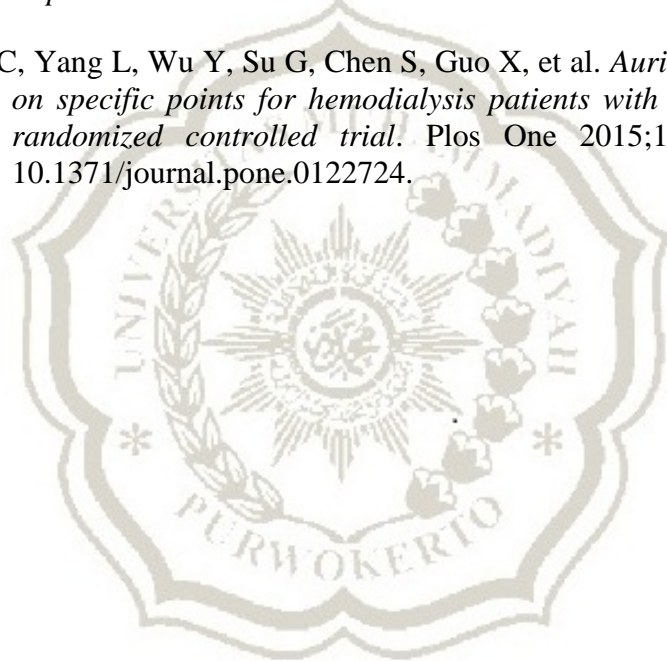 C, Yang L, Wu Y, Su G, Chen S, Guo X, et al. Auri
on specific points for hemodialysis patients with
randomized controlled trial. Plos One 2015;1
10.1371/journal.pone.0122724.
UNIVERSITAS MUHAMMADIYAH
PURWOKERTO